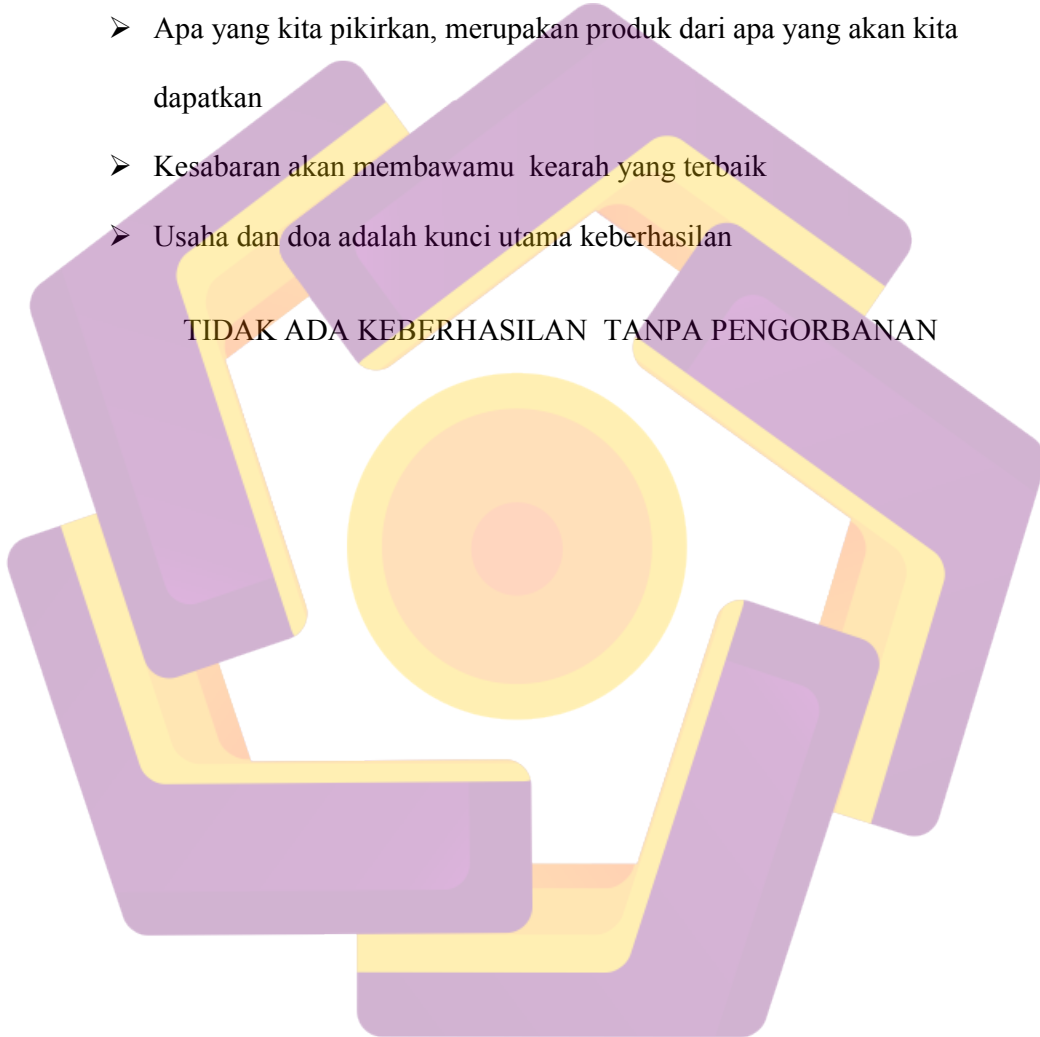 ➢ Apa yang kita pikirkan, merupakan produk dari apa yang akan kita
dapatkan
➢ Kesabaran akan membawamu  kearah yang terbaik
➢ Usaha dan doa adalah kunci utama keberhasilan
TIDAK ADA KEBERHASILAN  TANPA PENGORBANAN